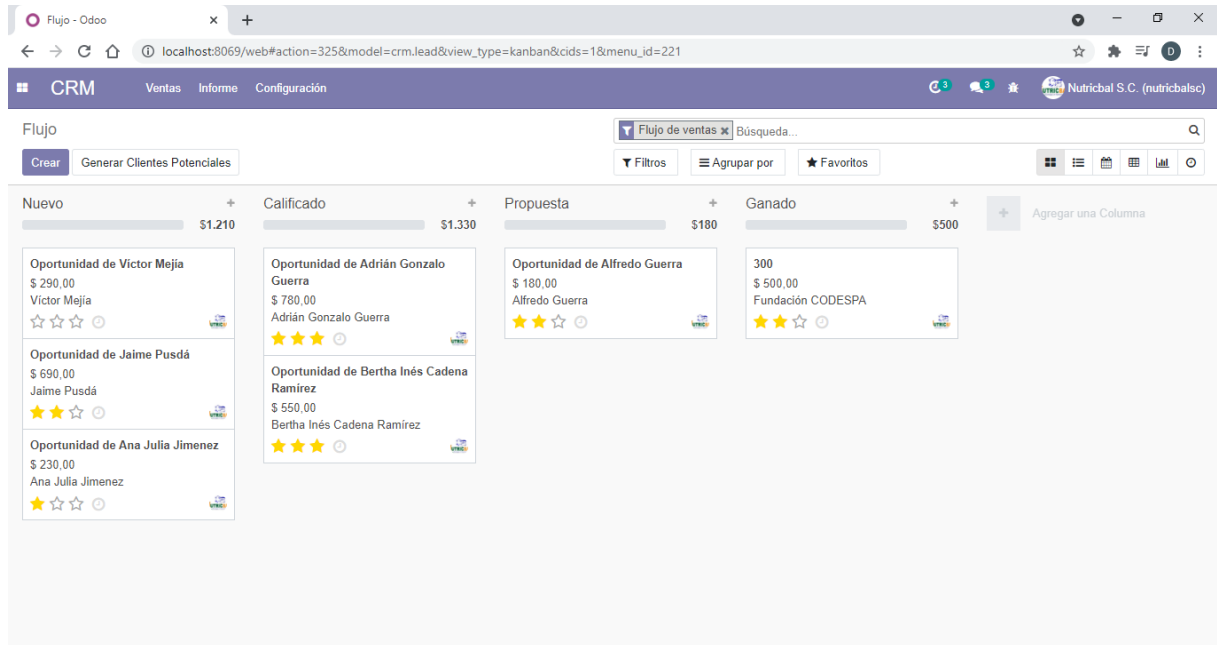 Flujo - Odoo
localhost:8069/web#action=325&model=crm.lead&view_type=kanban&cids=1&menu_id=221
D
CRM Ventas Informe Configuración 3 3 Nutricbal S.C. (nutricbalsc)
Flujo
Flujo de ventas Búsqueda...
Crear Generar Clientes Potenciales Filtros Agrupar por Favoritos
Nuevo
$1.210
Oportunidad de Víctor Mejía
$ 290,00
Víctor Mejía
Oportunidad de Jaime Pusdá
$ 690,00
Jaime Pusdá
Oportunidad de Ana Julia Jimenez
$ 230,00
Ana Julia Jimenez
Calificado
$1.330
Oportunidad de Adrián Gonzalo
Guerra
$ 780,00
Adrián Gonzalo Guerra
Oportunidad de Bertha Inés Cadena
Ramírez
$ 550,00
Bertha Inés Cadena Ramírez
Propuesta
$180
Oportunidad de Alfredo Guerra
$ 180,00
Alfredo Guerra
Ganado
$500
300
$ 500,00
Fundación CODESPA
Agregar una Columna